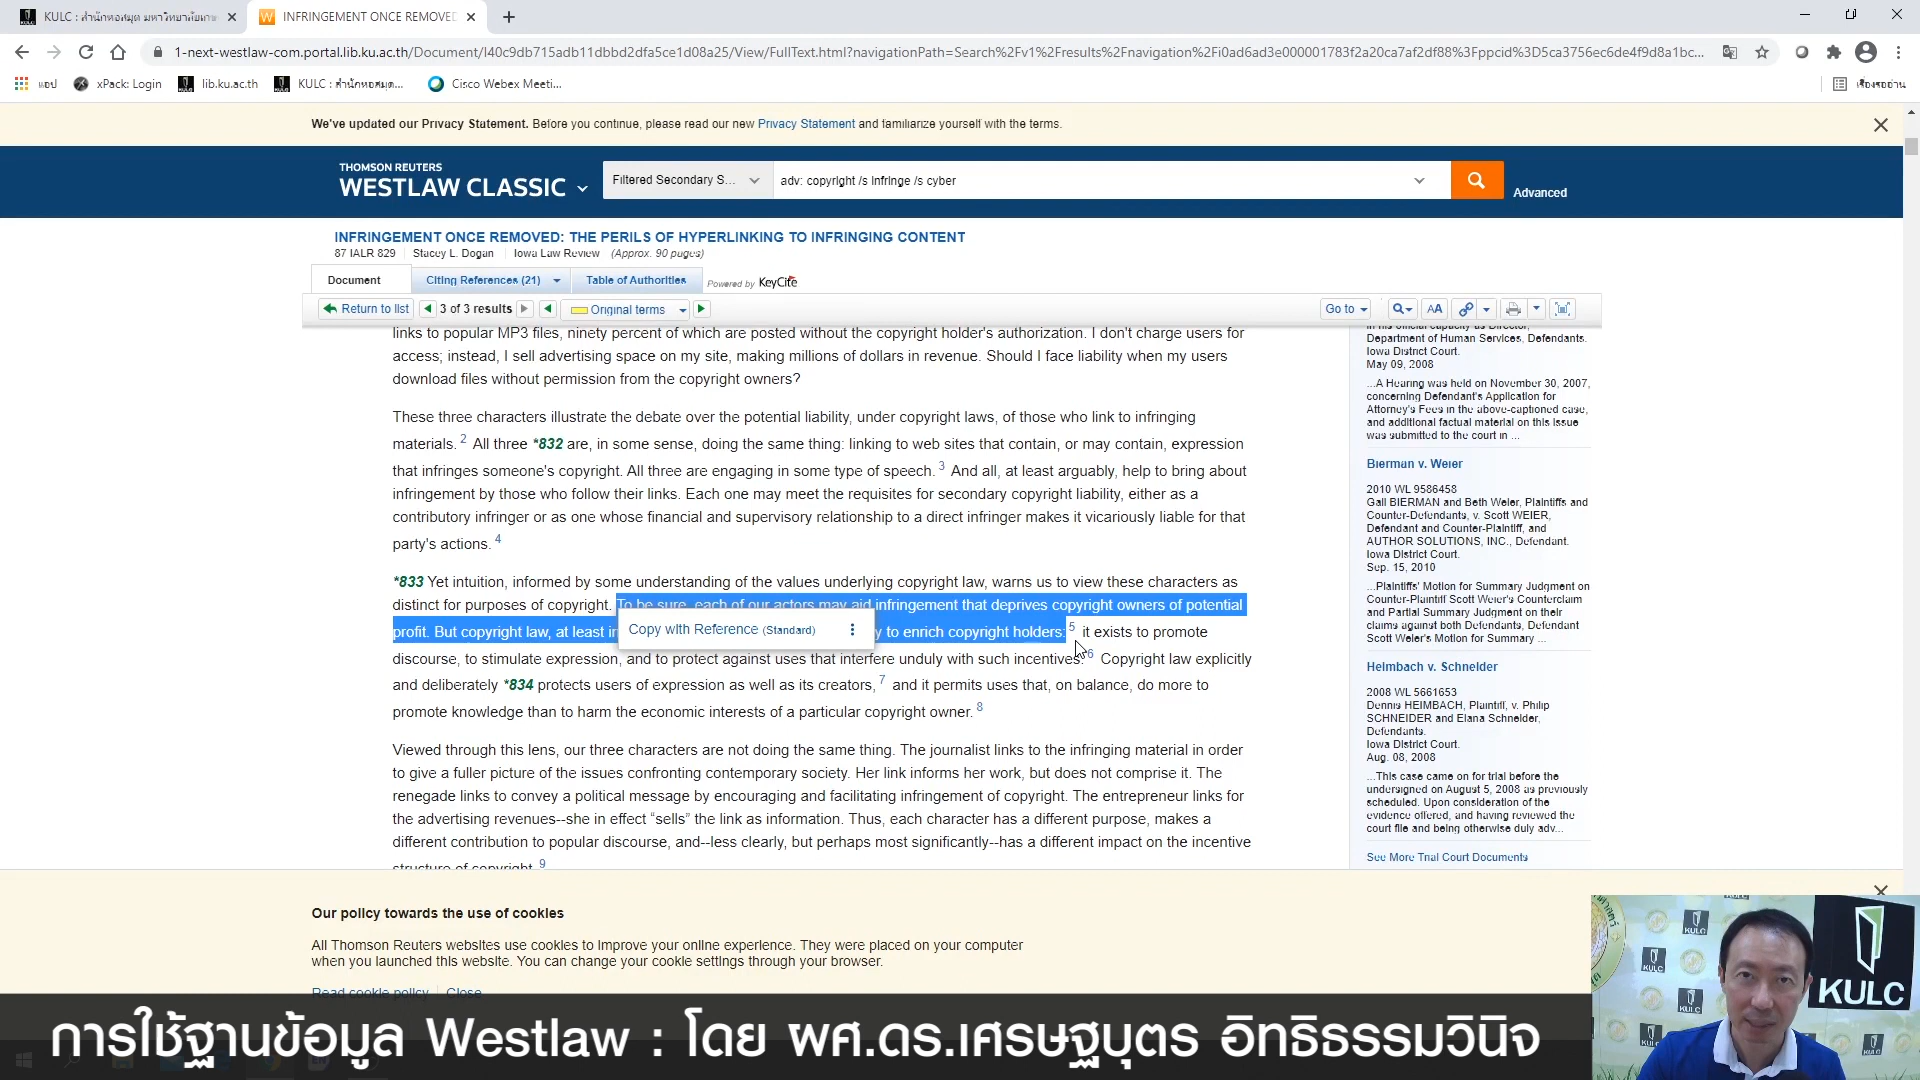 KULC : สำนักหอสมุด มหาวิทยาลัยเกษ
INFRINGEMENT ONCE REMOVED
1-next-westlaw-com.portal.lib.ku.ac.th/Document/I40c9db715adb11dbbd2dfa5ce1d08a25/View/FullText.html?navigationPath=Search%2Fv1%2Fresults%2Fnavigation%2Fi0ad6ad3e000001783f2a20ca7af2df88%3Fppcid%3D5ca3756ec6de4f9d8a1bc...
แอป
xPack: Login
lib.ku.ac.th
KULC : สำนักหอสมุด...
Cisco Webex Meeti...
เรื่องรออ่าน
We've updated our Privacy Statement. Before you continue, please read our new Privacy Statement and familiarize yourself with the terms.
THOMSON REUTERS
WESTLAW CLASSIC
Filtered Secondary S...
adv: copyright /s infringe /s cyber
Advanced
INFRINGEMENT ONCE REMOVED: THE PERILS OF HYPERLINKING TO INFRINGING CONTENT
87 IALR 829 Stacey L. Dogan Iowa Law Review (Approx. 90 pages)
Document Citing References (21) Table of Authorities Powered by KeyCite
Return to list 3 of 3 results Original terms Go to AA
links to popular MP3 files, ninety percent of which are posted without the copyright holder's authorization. I don't charge users for
access; instead, I sell advertising space on my site, making millions of dollars in revenue. Should I face liability when my users
download files without permission from the copyright owners?
These three characters illustrate the debate over the potential liability, under copyright laws, of those who link to infringing
materials. 2 All three *832 are, in some sense, doing the same thing: linking to web sites that contain, or may contain, expression
that infringes someone's copyright. All three are engaging in some type of speech. 3 And all, at least arguably, help to bring about
infringement by those who follow their links. Each one may meet the requisites for secondary copyright liability, either as a
contributory infringer or as one whose financial and supervisory relationship to a direct infringer makes it vicariously liable for that
party's actions. 4
*833 Yet intuition, informed by some understanding of the values underlying copyright law, warns us to view these characters as
distinct for purposes of copyright. To be sure, each of our actors may aid infringement that deprives copyright owners of potential
profit. But copyright law, at least in
Copy with Reference (Standard)
y to enrich copyright holders. 5 it exists to promote
discourse, to stimulate expression, and to protect against uses that interfere unduly with such incentives. 6 Copyright law explicitly
and deliberately *834 protects users of expression as well as its creators, 7 and it permits uses that, on balance, do more to
promote knowledge than to harm the economic interests of a particular copyright owner. 8
Viewed through this lens, our three characters are not doing the same thing. The journalist links to the infringing material in order
to give a fuller picture of the issues confronting contemporary society. Her link informs her work, but does not comprise it. The
renegade links to convey a political message by encouraging and facilitating infringement of copyright. The entrepreneur links for
the advertising revenues--she in effect “sells” the link as information. Thus, each character has a different purpose, makes a
different contribution to popular discourse, and--less clearly, but perhaps most significantly--has a different impact on the incentive
structure of copyright. 9
in his official capacity as Director,
Department of Human Services, Defendants.
Iowa District Court.
May 09, 2008
...A Hearing was held on November 30, 2007,
concerning Defendant's Application for
Attorney's Fees in the above-captioned case,
and additional factual material on this issue
was submitted to the court in ...
Bierman v. Weier
2010 WL 9586458
Gail BIERMAN and Beth Weier, Plaintiffs and
Counter-Defendants, v. Scott WEIER,
Defendant and Counter-Plaintiff, and
AUTHOR SOLUTIONS, INC., Defendant.
Iowa District Court.
Sep. 15, 2010
...Plaintiffs' Motion for Summary Judgment on
Counter-Plaintiff Scott Weier's Counterclaim
and Partial Summary Judgment on their
claims against both Defendants, Defendant
Scott Weier's Motion for Summary ...
Heimbach v. Schneider
2008 WL 5661653
Dennis HEIMBACH, Plaintiff, v. Philip
SCHNEIDER and Elana Schneider,
Defendants.
Iowa District Court.
Aug. 08, 2008
...This case came on for trial before the
undersigned on August 5, 2008 as previously
scheduled. Upon consideration of the
evidence offered, and having reviewed the
court file and being otherwise duly adv...
See More Trial Court Documents
Our policy towards the use of cookies
All Thomson Reuters websites use cookies to improve your online experience. They were placed on your computer
when you launched this website. You can change your cookie settings through your browser.
Read cookie policy Close
KULC
KULC
KULC
การใช้ฐานข้อมูล Westlaw : โดย ผศ.ดร.เศรษฐบุตร อิทธิธรรมวินิจ